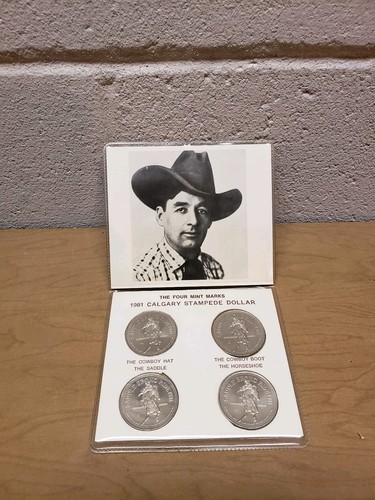 THE FOUR MINT MARKS
1981 CALGARY STAMPEDE DOLLAR
THE COWBOY HAT
THE COWBOY BOOT
THE SADDLE
THE HORSESHOE